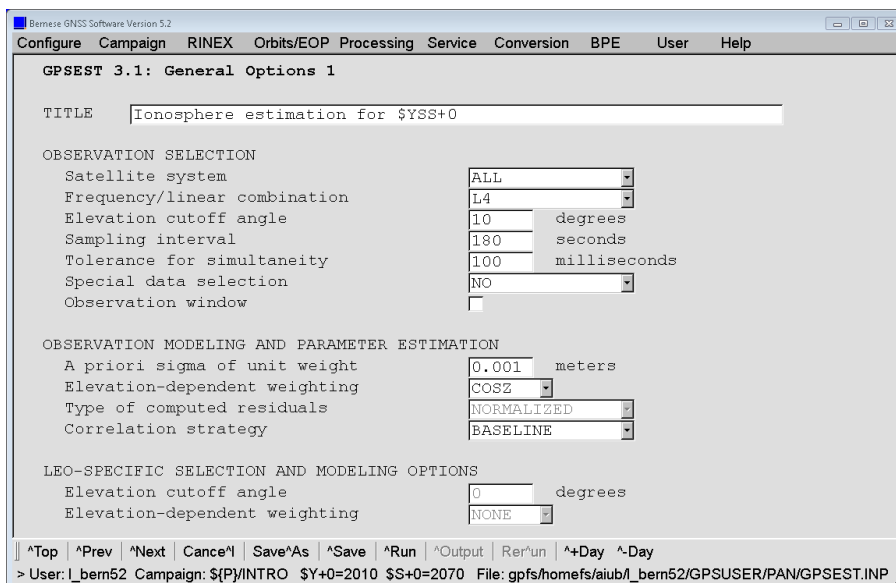 Bernese GNSS Software Version 5.2
Configure Campaign RINEX Orbits/EOP Processing Service Conversion BPE User Help
GPSEST 3.1: General Options 1
TITLE Ionosphere estimation for $YSS+0
OBSERVATION SELECTION
Satellite system ALL
Frequency/linear combination L4
Elevation cutoff angle 10 degrees
Sampling interval 180 seconds
Tolerance for simultaneity 100 milliseconds
Special data selection NO
Observation window
OBSERVATION MODELING AND PARAMETER ESTIMATION
A priori sigma of unit weight 0.001 meters
Elevation-dependent weighting COSZ
Type of computed residuals NORMALIZED
Correlation strategy BASELINE
LEO-SPECIFIC SELECTION AND MODELING OPTIONS
Elevation cutoff angle 0 degrees
Elevation-dependent weighting NONE
^Top | ^Prev | ^Next | Cance^l | Save^As | ^Save | ^Run | ^Output | Rer^un | ^+Day ^-Day
> User: l_bern52 Campaign: ${P}/INTRO $Y+0=2010 $S+0=2070 File: gpfs/homefs/aiub/l_bern52/GPSUSER/PAN/GPSEST.INP